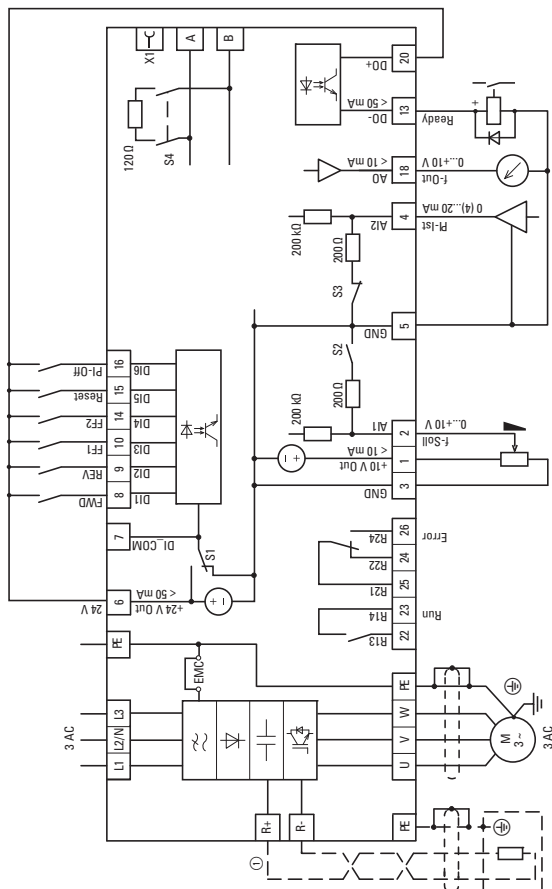 3 AC
L1
L2/N
L3
PE
EMC
24 V
6
+24 V Out
< 50 mA
7
DI_COM
S1
FWD
8
DI1
REV
9
DI2
FF1
10
DI3
FF2
14
DI4
Reset
15
DI5
PI-Off
16
DI6
X1
A
B
120 Ω
S4
R+
R-
①
PE
U
V
W
PE
M
3 ~
3 AC
R13
22
R14
23
Run
R21
25
R22
24
R24
26
Error
GND
3
+10 V Out
< 10 mA
1
AI1
2
f-Soll
0...+10 V
200 kΩ
200 Ω
S2
GND
5
S3
200 Ω
200 kΩ
AI2
4
PI-Ist
0 (4)...20 mA
AO
< 10 mA
18
f-Out
0...+10 V
DO-
< 50 mA
13
Ready
+
DO+
20